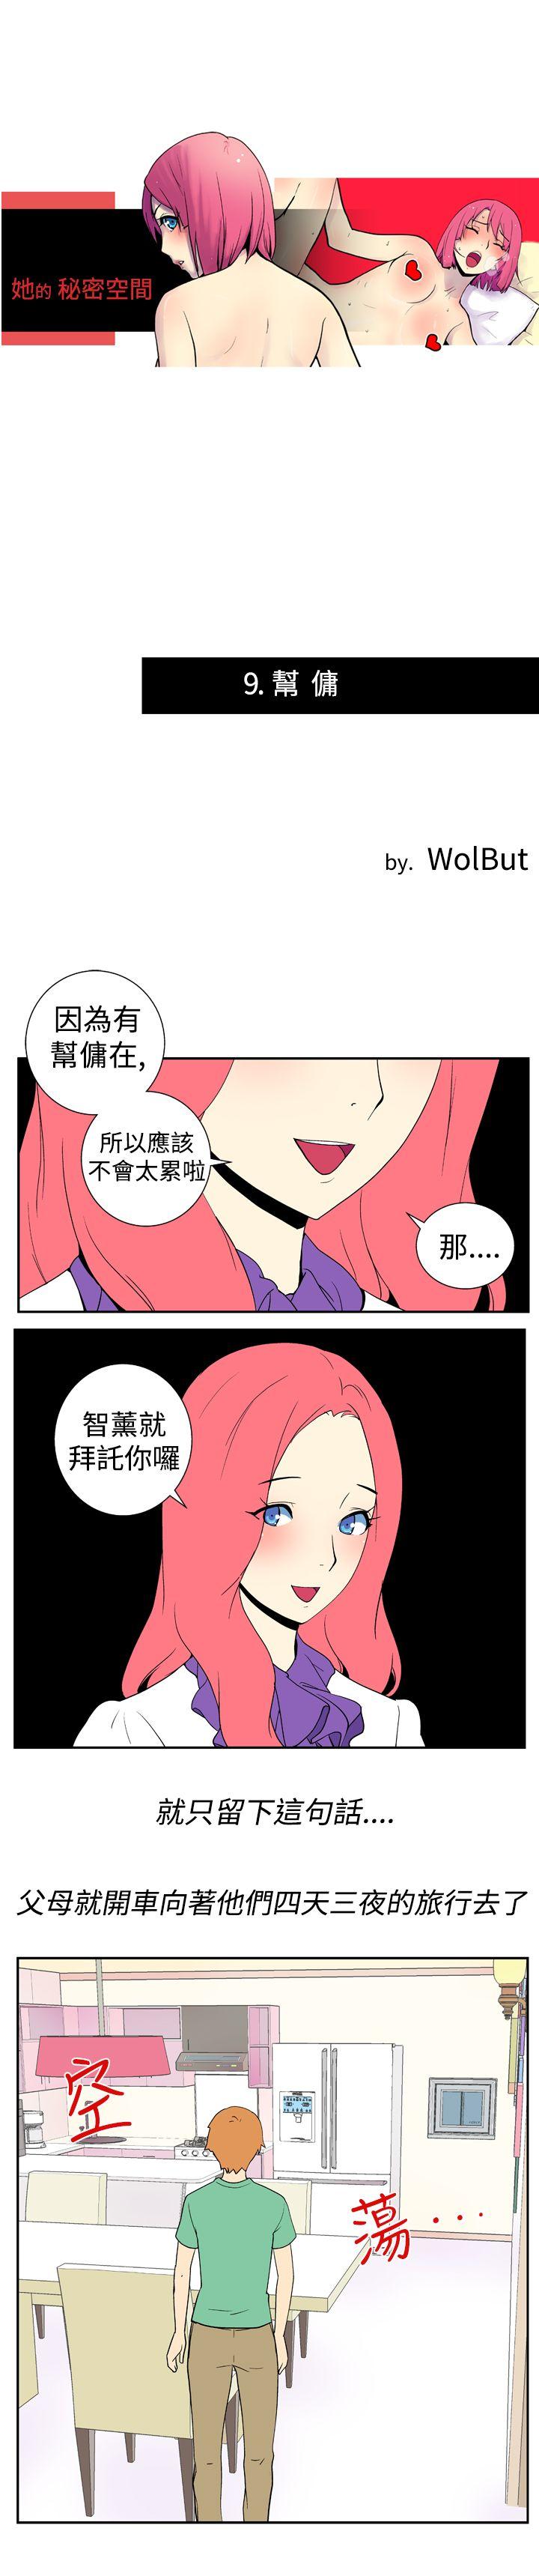 她的 秘密空間
9. 幫 傭
by. WolBut
因為有
幫傭在,
所以應該
不會太累啦
那....
智薰就
拜託你囉
就只留下這句話....
父母就開車向著他們四天三夜的旅行去了
空
蕩...